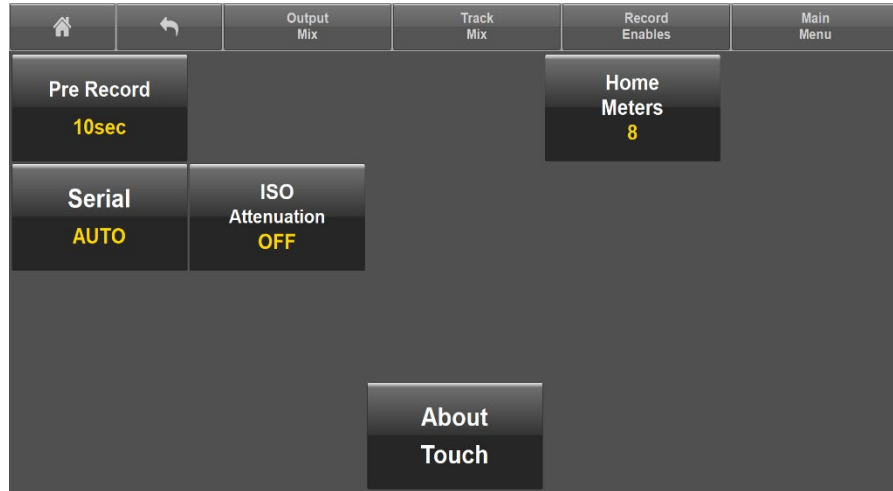 Output
Mix
Track
Mix
Record
Enables
Main
Menu
Pre Record
10sec
Home
Meters
8
Serial
AUTO
ISO
Attenuation
OFF
About
Touch